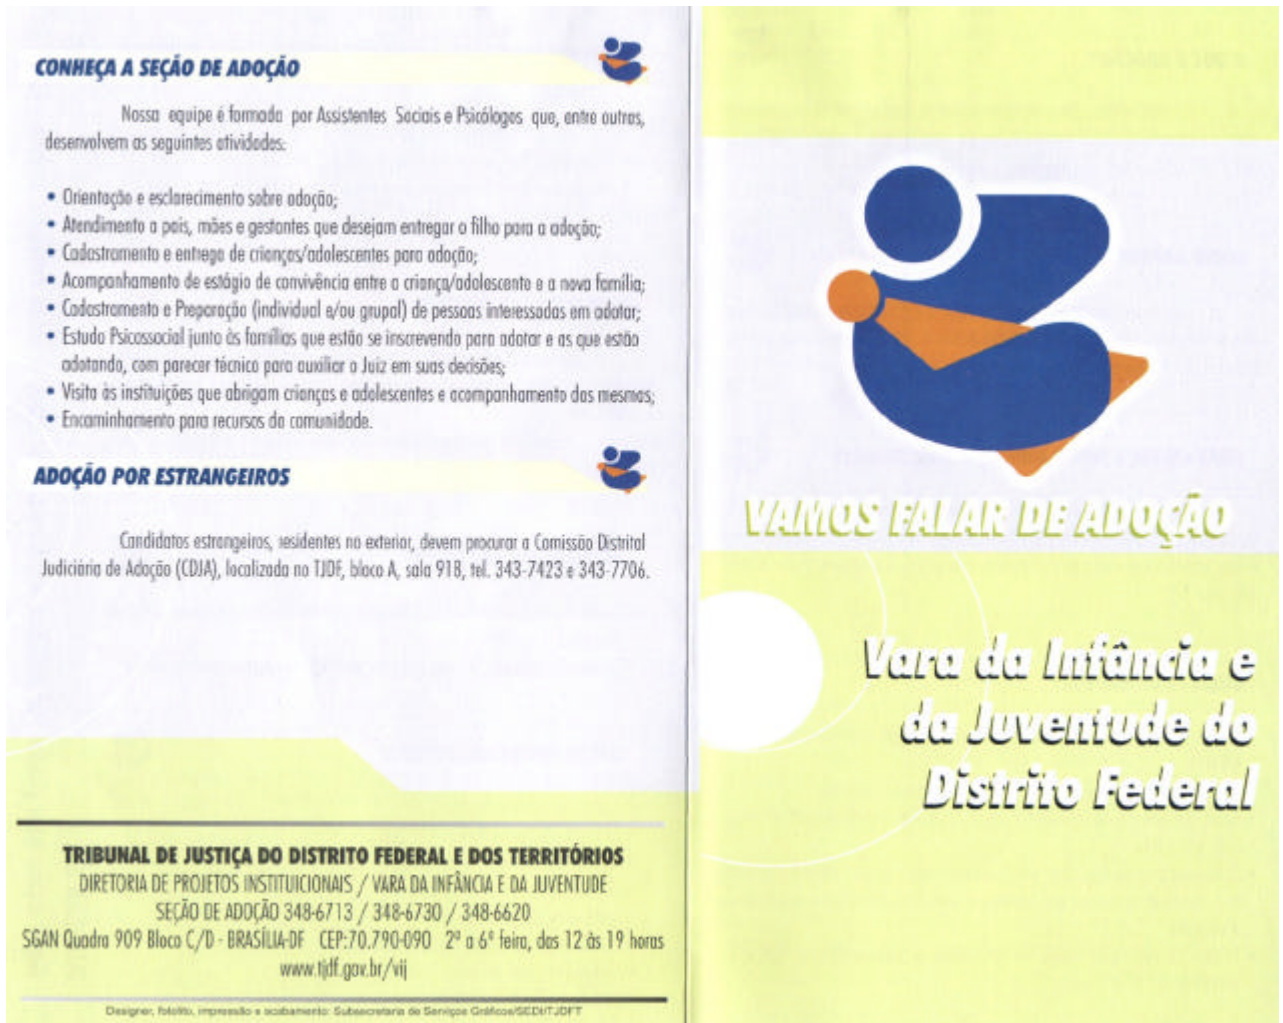 CONHEÇA A SEÇÃO DE ADOÇÃO
Nossa equipe é formada por Assistentes Sociais e Psicólogos que, entre outras,
desenvolvem as seguintes atividades:
• Orientação e esclarecimento sobre adoção;
• Atendimento a pais, mães e gestantes que desejam entregar o filho para a adoção;
• Cadastramento e entrega de crianças/adolescentes para adoção;
• Acompanhamento de estágio de convivência entre a criança/adolescente e a nova família;
• Cadastramento e Preparação (individual e/ou grupal) de pessoas interessadas em adotar;
• Estudo Psicossocial junto às famílias que estão se inscrevendo para adotar e as que estão
adotando, com parecer técnico para auxiliar o Juiz em suas decisões;
• Visita às instituições que abrigam crianças e adolescentes e acompanhamento das mesmas;
• Encaminhamento para recursos da comunidade.
ADOÇÃO POR ESTRANGEIROS
Candidatos estrangeiros, residentes no exterior, devem procurar a Comissão Distrital
Judiciária de Adoção (CDJA), localizada no TJDF, bloco A, sala 918, tel. 343-7423 e 343-7706.
TRIBUNAL DE JUSTIÇA DO DISTRITO FEDERAL E DOS TERRITÓRIOS
DIRETORIA DE PROJETOS INSTITUICIONAIS / VARA DA INFÂNCIA E DA JUVENTUDE
SEÇÃO DE ADOÇÃO 348-6713 / 348-6730 / 348-6620
SGAN Quadra 909 Bloco C/D - BRASÍLIA-DF CEP:70.790-090 2ª a 6ª feira, das 12 às 19 horas
www.tjdf.gov.br/vij
Designer, fotolito, impressão e acabamento: Subsecretaria de Serviços Gráficos/SEDI/TJDFT
VAMOS FALAR DE ADOÇÃO
Vara da Infância e
da Juventude do
Distrito Federal